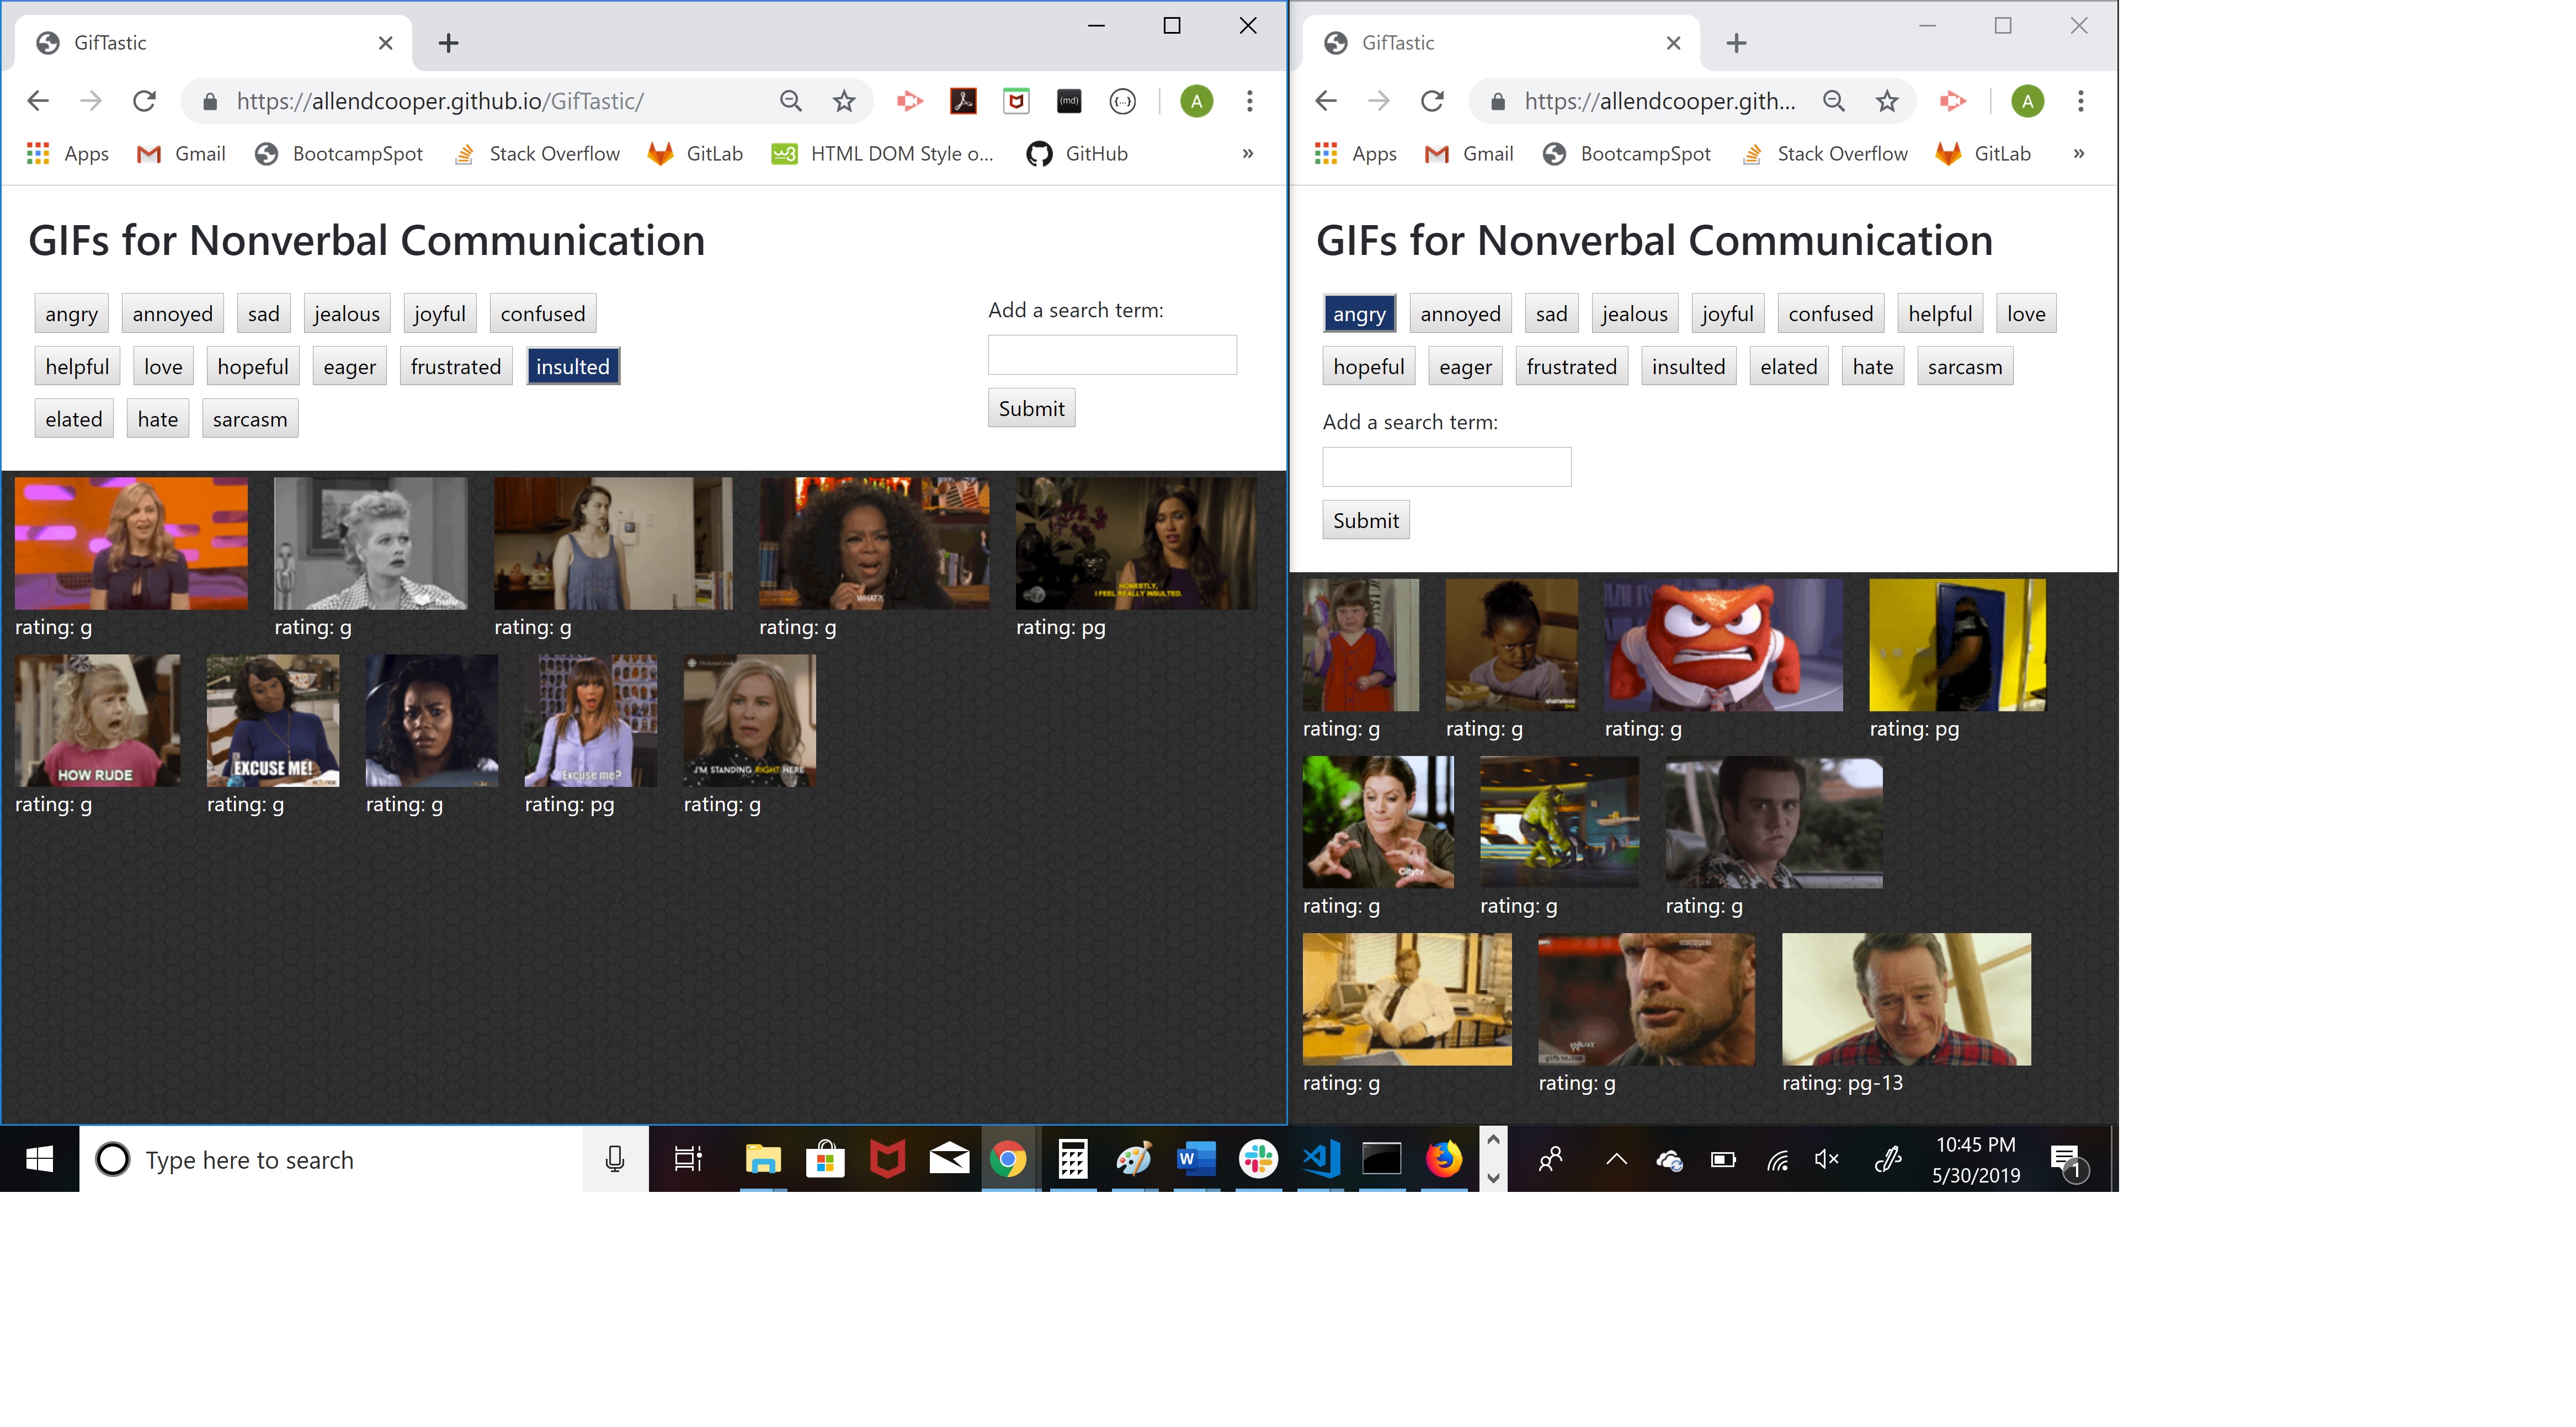 GifTastic
https://allendcooper.github.io/GifTastic/
A
Apps Gmail BootcampSpot Stack Overflow GitLab HTML DOM Style o... GitHub »
GIFs for Nonverbal Communication
angry annoyed sad jealous joyful confused
helpful love hopeful eager frustrated insulted
elated hate sarcasm
Add a search term:
Submit
hulu
WHAT?!
HONESTLY,
I FEEL REALLY INSULTED.
rating: g rating: g rating: g rating: g rating: pg
HOW RUDE
EXCUSE ME!
Excuse me?
I'M STANDING RIGHT HERE
rating: g rating: g rating: g rating: pg rating: g
GifTastic
https://allendcooper.gith...
A
Apps Gmail BootcampSpot Stack Overflow GitLab »
GIFs for Nonverbal Communication
angry annoyed sad jealous joyful confused helpful love
hopeful eager frustrated insulted elated hate sarcasm
Add a search term:
Submit
shameless
rating: g rating: g rating: g rating: pg
Citytv
rating: g rating: g rating: g
gifbin.com
rating: g rating: g rating: pg-13
Type here to search
10:45 PM
5/30/2019
1